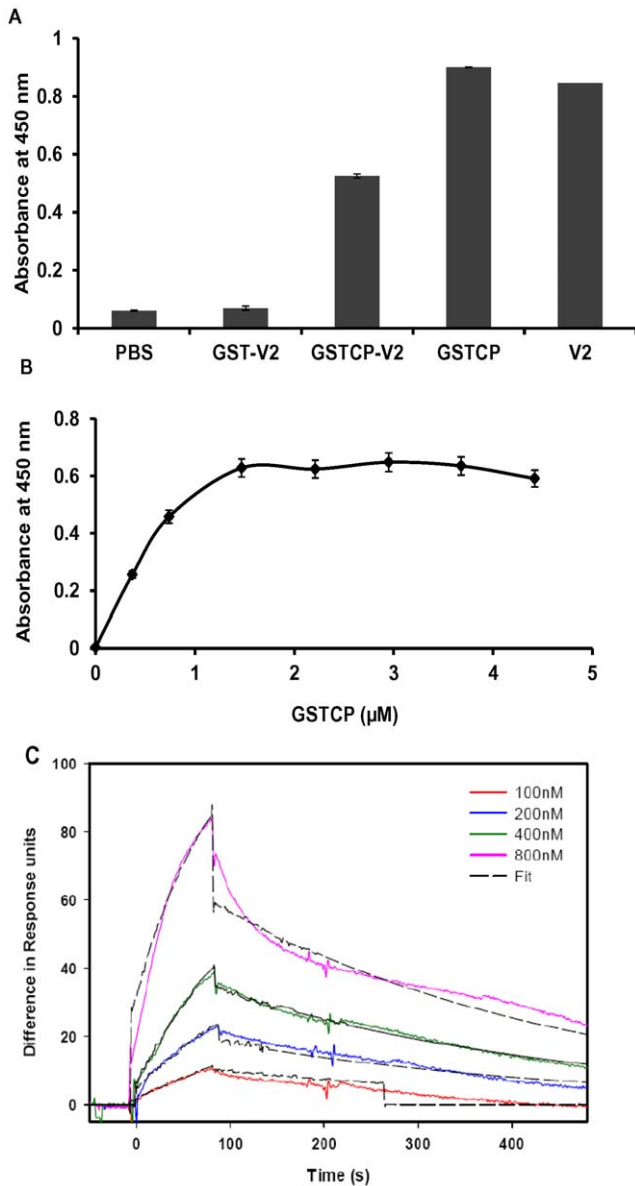 A
Absorbance at 450 nm
1
0.8
0.6
0.4
0.2
0
PBS
GST-V2
GSTCP-V2
GSTCP
V2
B
Absorbance at 450 nm
0.8
0.6
0.4
0.2
0
0
1
2
3
4
5
GSTCP (µM)
C
Difference in Response units
100
80
60
40
20
0
100nM
200nM
400nM
800nM
Fit
0
100
200
300
400
Time (s)